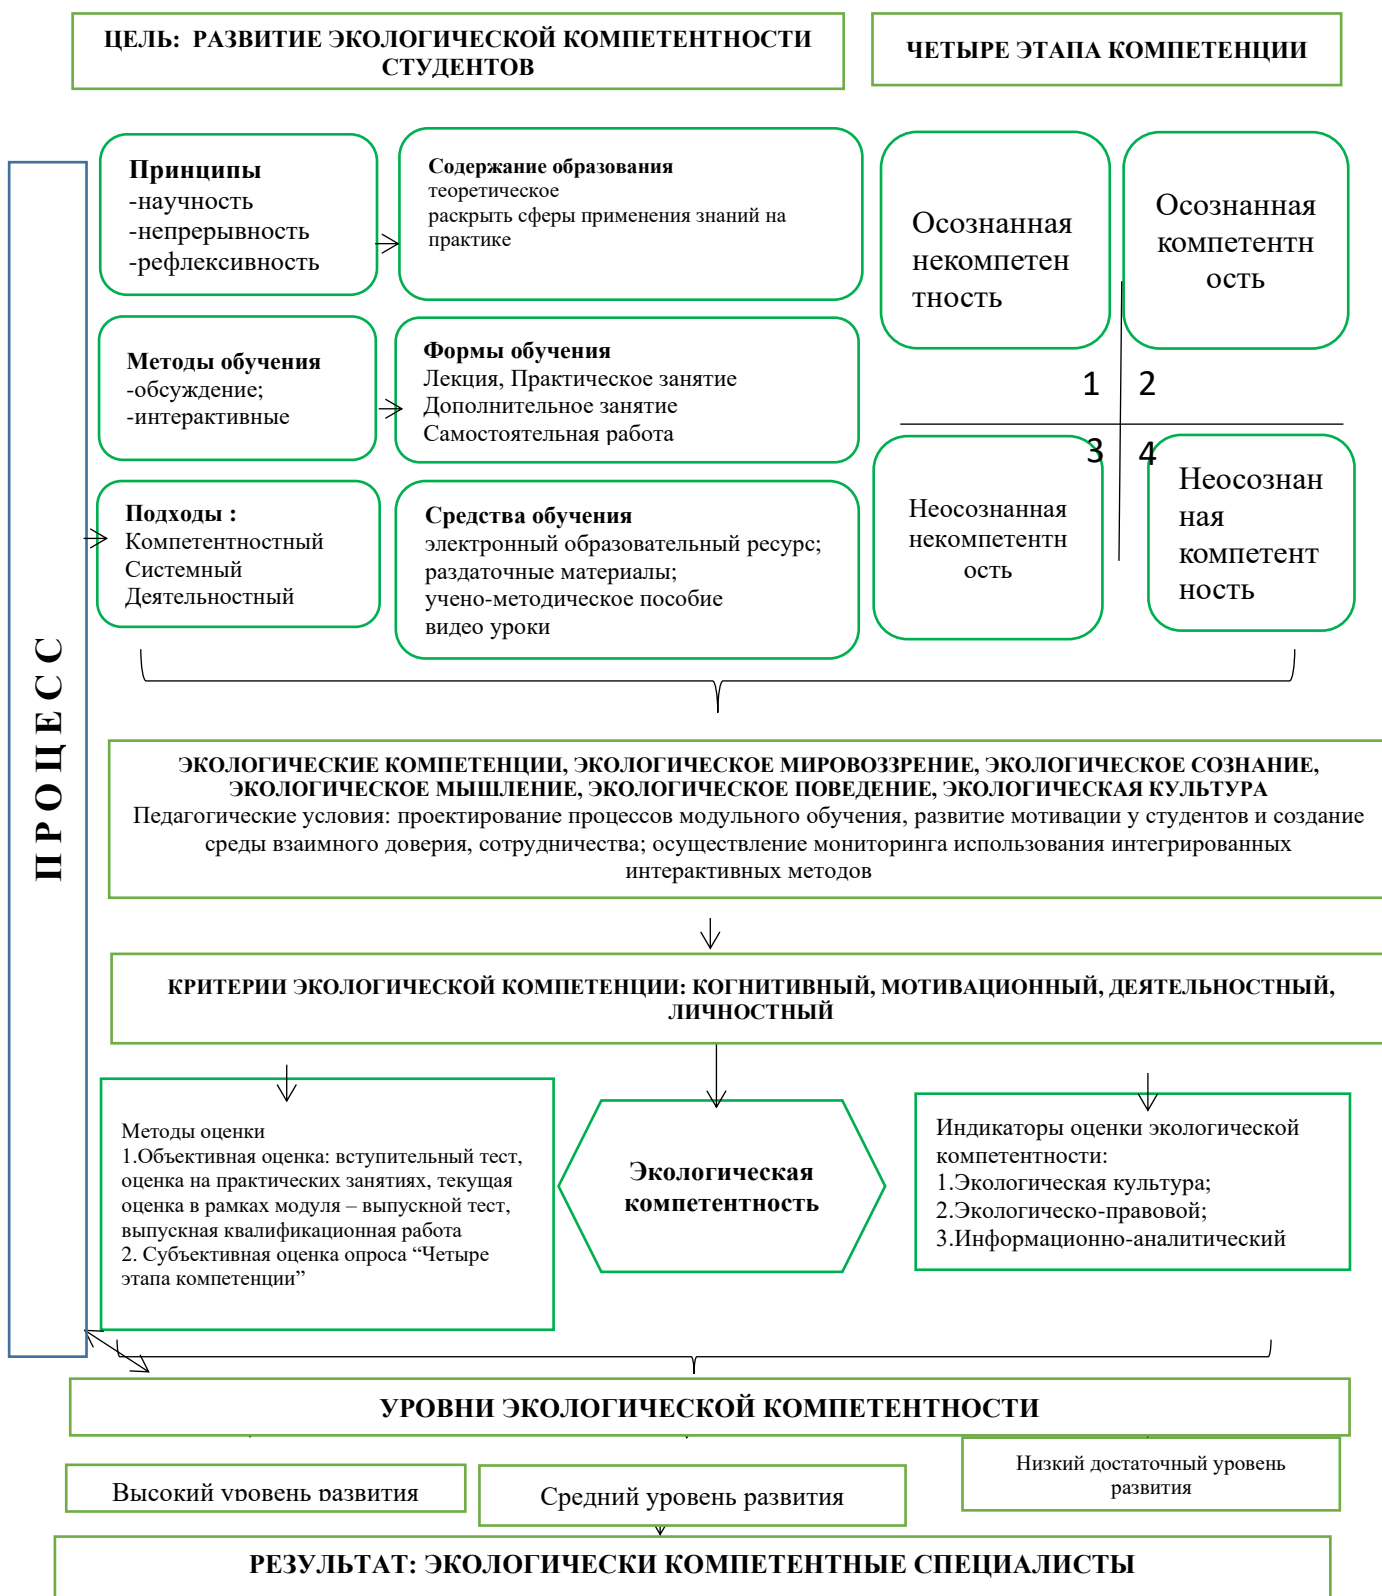 ЦЕЛЬ: РАЗВИТИЕ ЭКОЛОГИЧЕСКОЙ КОМПЕТЕНТНОСТИ
СТУДЕНТОВ
ЧЕТЫРЕ ЭТАПА КОМПЕТЕНЦИИ
ПРОЦЕСС
Принципы
-научность
-непрерывность
-рефлексивность
Содержание образования
теоретическое
раскрыть сферы применения знаний на
практике
Осознанная
некомпетен
тность
Осознанная
компетентн
ость
Методы обучения
-обсуждение;
-интерактивные
Формы обучения
Лекция, Практическое занятие
Дополнительное занятие
Самостоятельная работа
1 2
3 4
Подходы :
Компетентностный
Системный
Деятельностный
Средства обучения
электронный образовательный ресурс;
раздаточные материалы;
учено-методическое пособие
видео уроки
Неосознанная
некомпетентн
ость
Неосознан
ная
компетент
ность
ЭКОЛОГИЧЕСКИЕ КОМПЕТЕНЦИИ, ЭКОЛОГИЧЕСКОЕ МИРОВОЗЗРЕНИЕ, ЭКОЛОГИЧЕСКОЕ СОЗНАНИЕ,
ЭКОЛОГИЧЕСКОЕ МЫШЛЕНИЕ, ЭКОЛОГИЧЕСКОЕ ПОВЕДЕНИЕ, ЭКОЛОГИЧЕСКАЯ КУЛЬТУРА
Педагогические условия: проектирование процессов модульного обучения, развитие мотивации у студентов и создание
среды взаимного доверия, сотрудничества; осуществление мониторинга использования интегрированных
интерактивных методов
КРИТЕРИИ ЭКОЛОГИЧЕСКОЙ КОМПЕТЕНЦИИ: КОГНИТИВНЫЙ, МОТИВАЦИОННЫЙ, ДЕЯТЕЛЬНОСТНЫЙ,
ЛИЧНОСТНЫЙ
Методы оценки
1.Объективная оценка: вступительный тест,
оценка на практических занятиях, текущая
оценка в рамках модуля – выпускной тест,
выпускная квалификационная работа
2. Субъективная оценка опроса “Четыре
этапа компетенции”
Экологическая
компетентность
Индикаторы оценки экологической
компетентности:
1.Экологическая культура;
2.Экологическо-правовой;
3.Информационно-аналитический
УРОВНИ ЭКОЛОГИЧЕСКОЙ КОМПЕТЕНТНОСТИ
Высокий уровень развития
Средний уровень развития
Низкий достаточный уровень
развития
РЕЗУЛЬТАТ: ЭКОЛОГИЧЕСКИ КОМПЕТЕНТНЫЕ СПЕЦИАЛИСТЫ